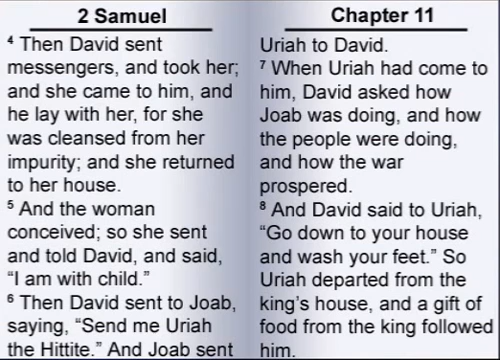 2 Samuel
⁴ Then David sent
messengers, and took her;
and she came to him, and
he lay with her, for she
was cleansed from her
impurity; and she returned
to her house.
⁵ And the woman
conceived; so she sent
and told David, and said,
“I am with child.”
⁶ Then David sent to Joab,
saying, “Send me Uriah
the Hittite.” And Joab sent
Chapter 11
Uriah to David.
⁷ When Uriah had come to
him, David asked how
Joab was doing, and how
the people were doing,
and how the war
prospered.
⁸ And David said to Uriah,
“Go down to your house
and wash your feet.” So
Uriah departed from the
king’s house, and a gift of
food from the king followed
him.